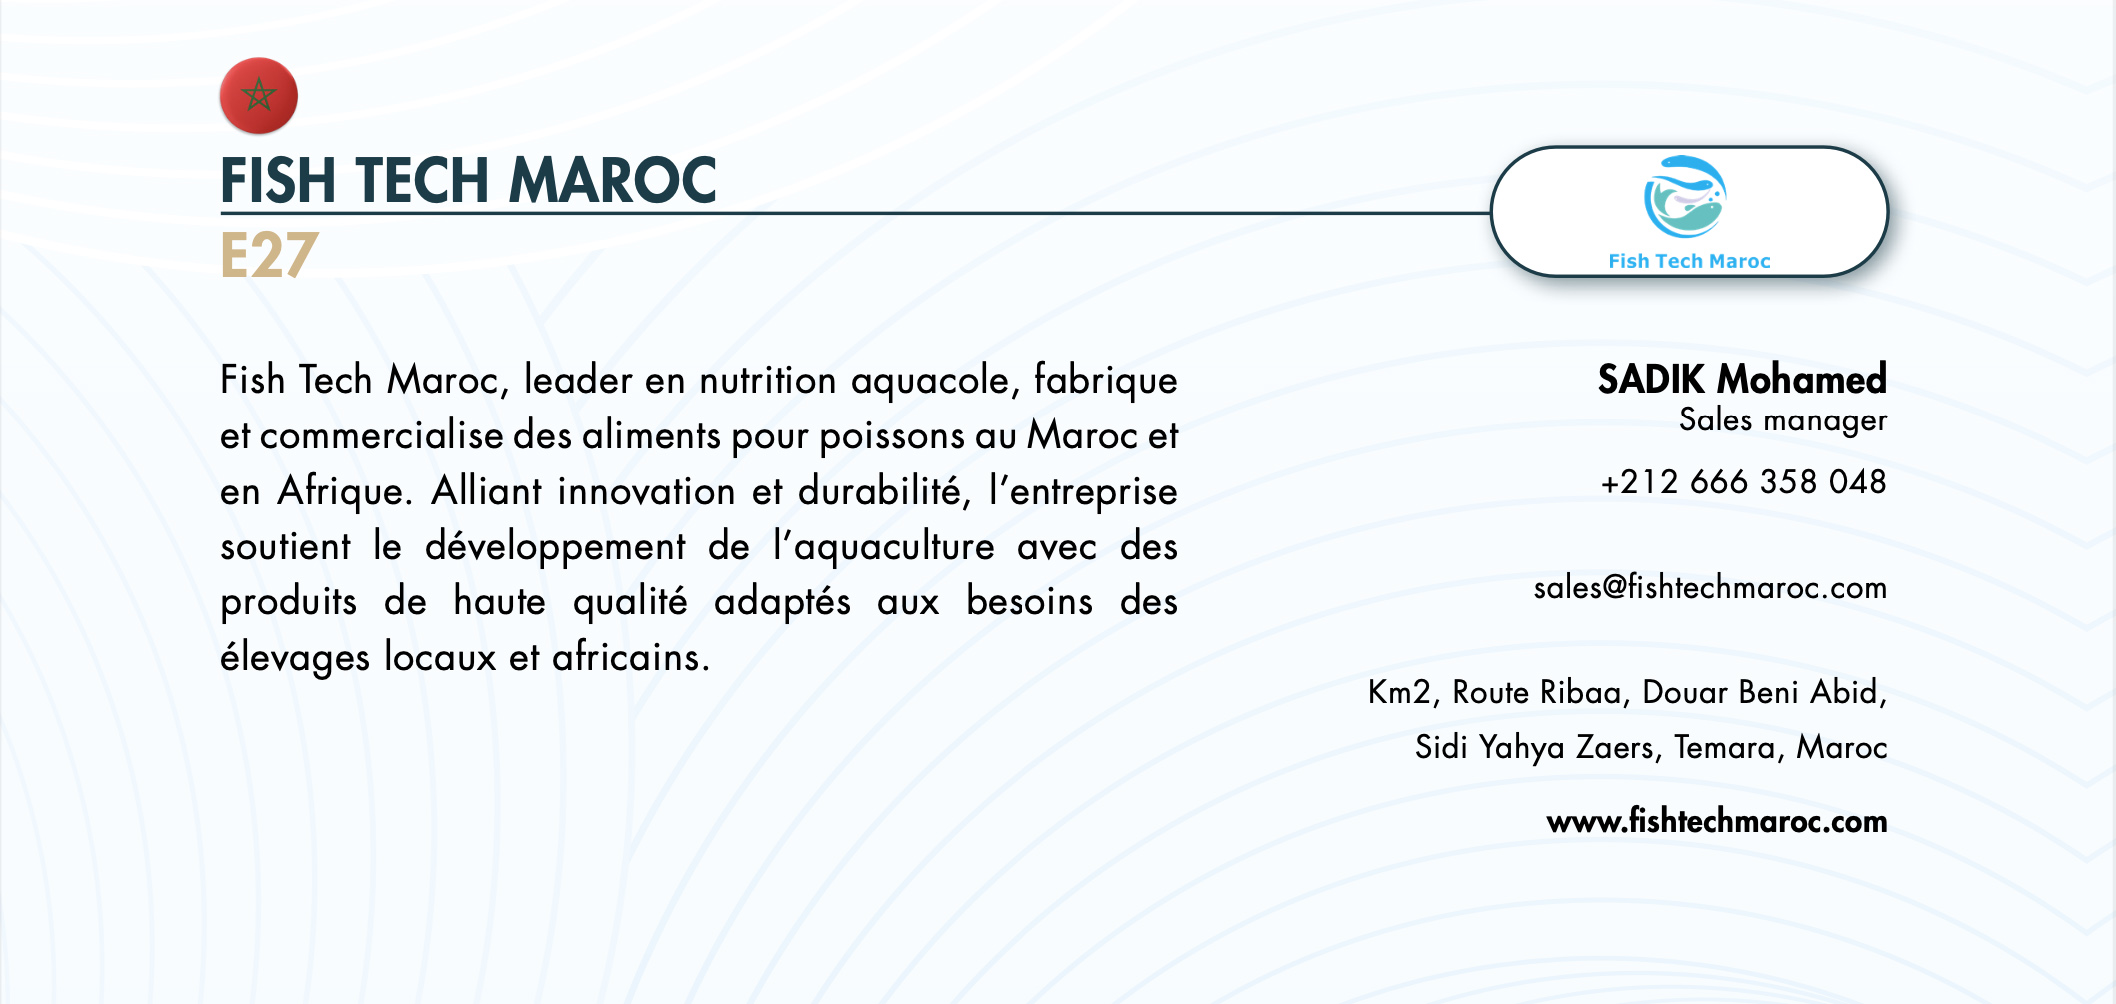 FISH TECH MAROC
E27
Fish Tech Maroc
Fish Tech Maroc, leader en nutrition aquacole, fabrique
et commercialise des aliments pour poissons au Maroc et
en Afrique. Alliant innovation et durabilité, l’entreprise
soutient le développement de l’aquaculture avec des
produits de haute qualité adaptés aux besoins des
élevages locaux et africains.
SADIK Mohamed
Sales manager
+212 666 358 048
sales@fishtechmaroc.com
Km2, Route Ribaa, Douar Beni Abid,
Sidi Yahya Zaers, Temara, Maroc
www.fishtechmaroc.com